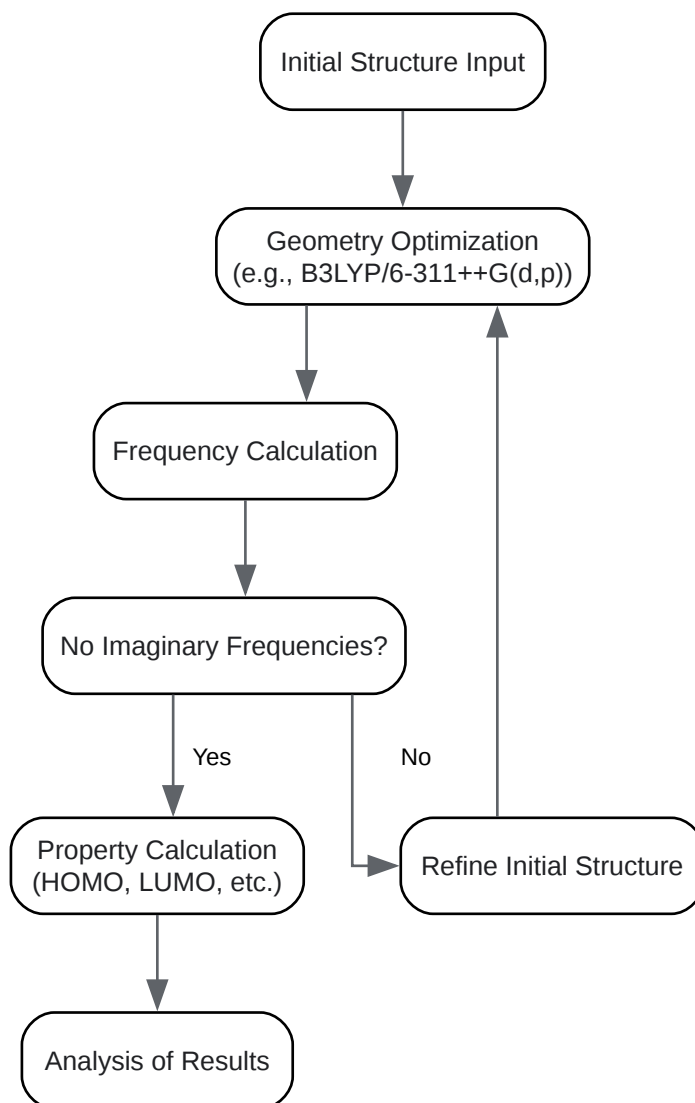 Initial Structure Input
Geometry Optimization
(e.g., B3LYP/6-311++G(d,p))
Frequency Calculation
No Imaginary Frequencies?
Yes
No
Property Calculation
(HOMO, LUMO, etc.)
Refine Initial Structure
Analysis of Results